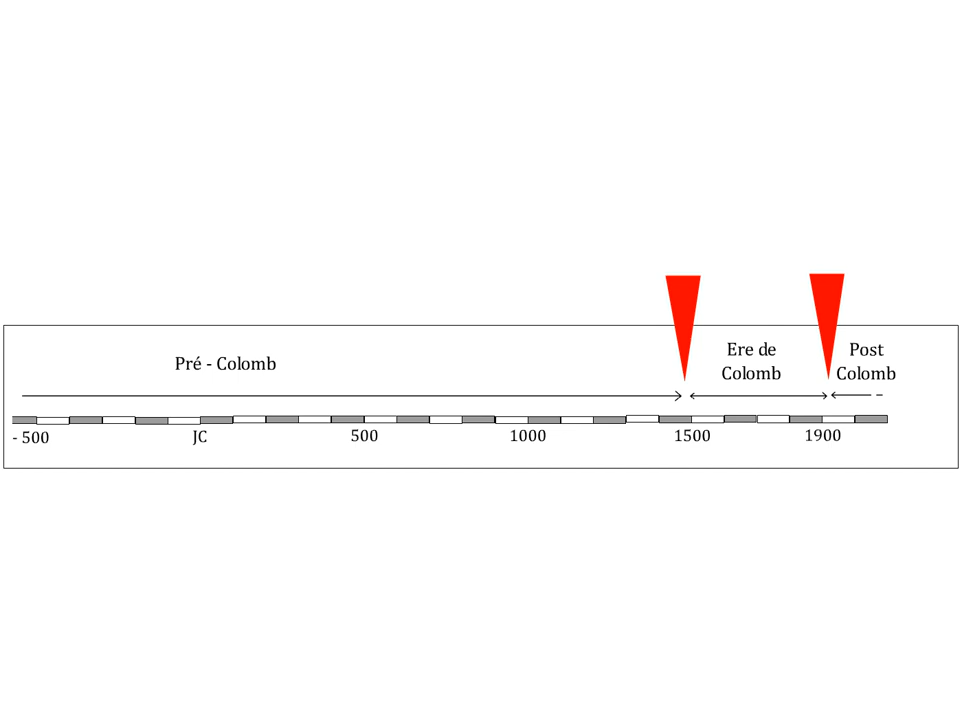 Pré - Colomb
Ere de
Colomb
Post
Colomb
- 500
JC
500
1000
1500
1900